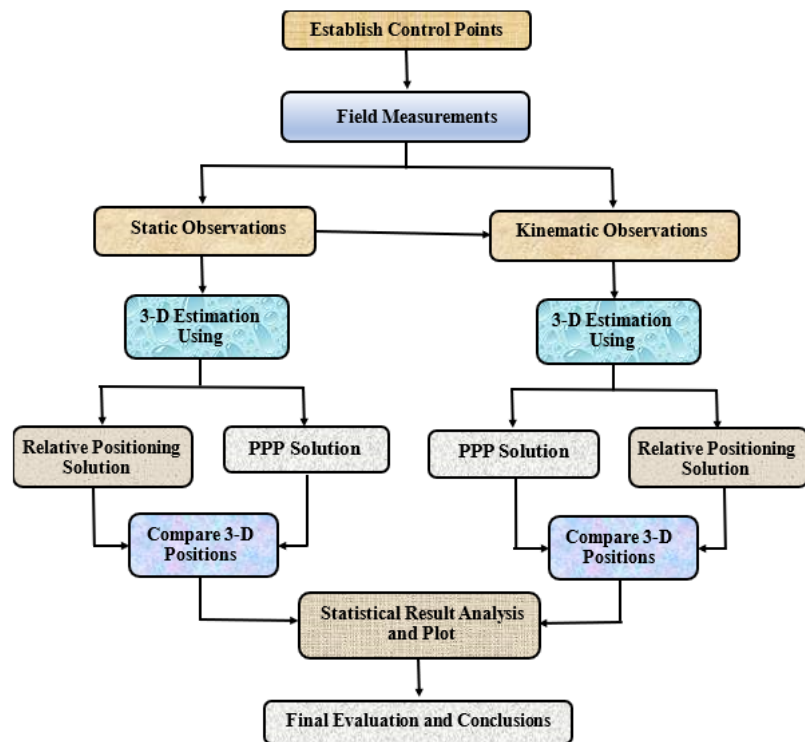 Establish Control Points
Field Measurements
Static Observations
Kinematic Observations
3-D Estimation
Using
3-D Estimation
Using
Relative Positioning
Solution
PPP Solution
PPP Solution
Relative Positioning
Solution
Compare 3-D
Positions
Compare 3-D
Positions
Statistical Result Analysis
and Plot
Final Evaluation and Conclusions